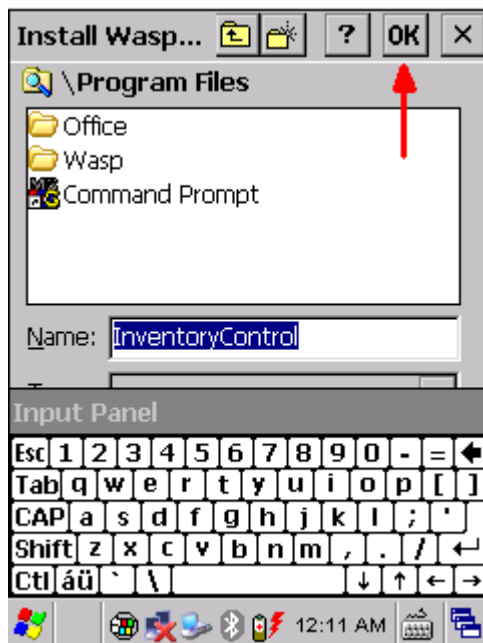 Install Wasp... ? OK ×
\Program Files
Office
Wasp
Command Prompt
Name: InventoryControl
Input Panel
Esc 1 2 3 4 5 6 7 8 9 0 - =
Tab q w e r t y u i o p [ ]
CAP a s d f g h j k l ; '
Shift z x c v b n m , . /
Ctl áü ` \
12:11 AM